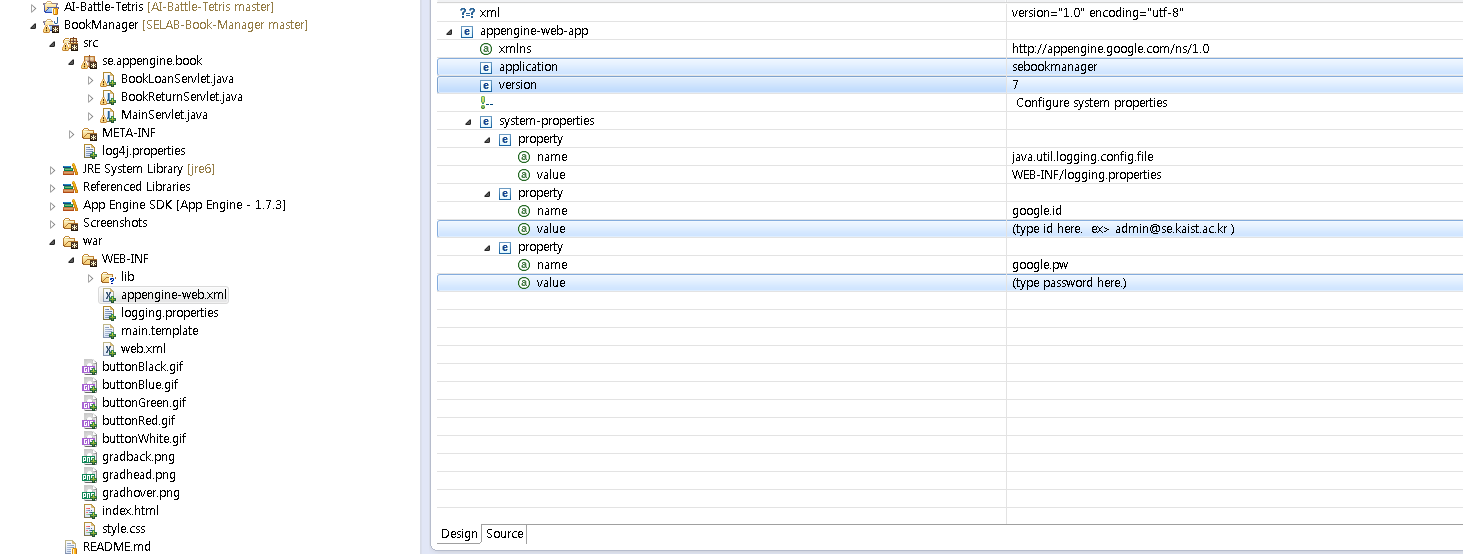 AI-Battle-Tetris [AI-Battle-Tetris master]
BookManager [SELAB-Book-Manager master]
src
se.appengine.book
BookLoanServlet.java
BookReturnServlet.java
MainServlet.java
META-INF
log4j.properties
JRE System Library [jre6]
Referenced Libraries
App Engine SDK [App Engine - 1.7.3]
Screenshots
war
WEB-INF
lib
appengine-web.xml
logging.properties
main.template
web.xml
buttonBlack.gif
buttonBlue.gif
buttonGreen.gif
buttonRed.gif
buttonWhite.gif
gradback.png
gradhead.png
gradhover.png
index.html
style.css
README.md
?=? xml version="1.0" encoding="utf-8"
appengine-web-app
xmlns http://appengine.google.com/ns/1.0
application sebookmanager
version 7
Configure system properties
system-properties
property
name java.util.logging.config.file
value WEB-INF/logging.properties
property
name google.id
value (type id here. ex> admin@se.kaist.ac.kr )
property
name google.pw
value (type password here.)
Design Source